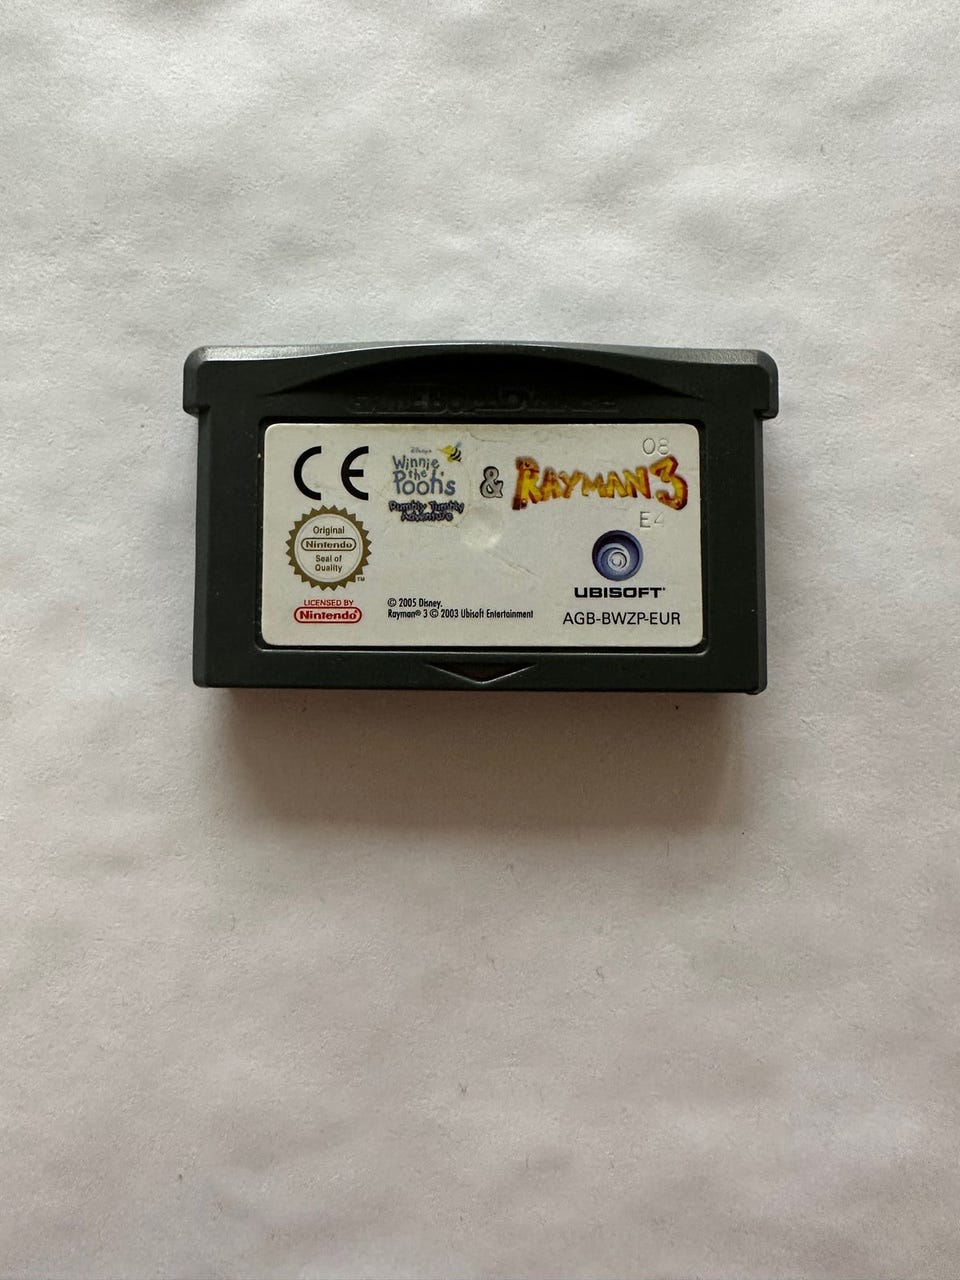 GAME BOY ADVANCE
CE
Disney's
Winnie
the
Pooh's
Rumbly Tumbly
Adventure
&
RAYMAN 3
08
E4
Original
Nintendo
Seal of
Quality
TM
LICENSED BY
Nintendo
© 2005 Disney.
Rayman® 3 © 2003 Ubisoft Entertainment
UBISOFT
AGB-BWZP-EUR